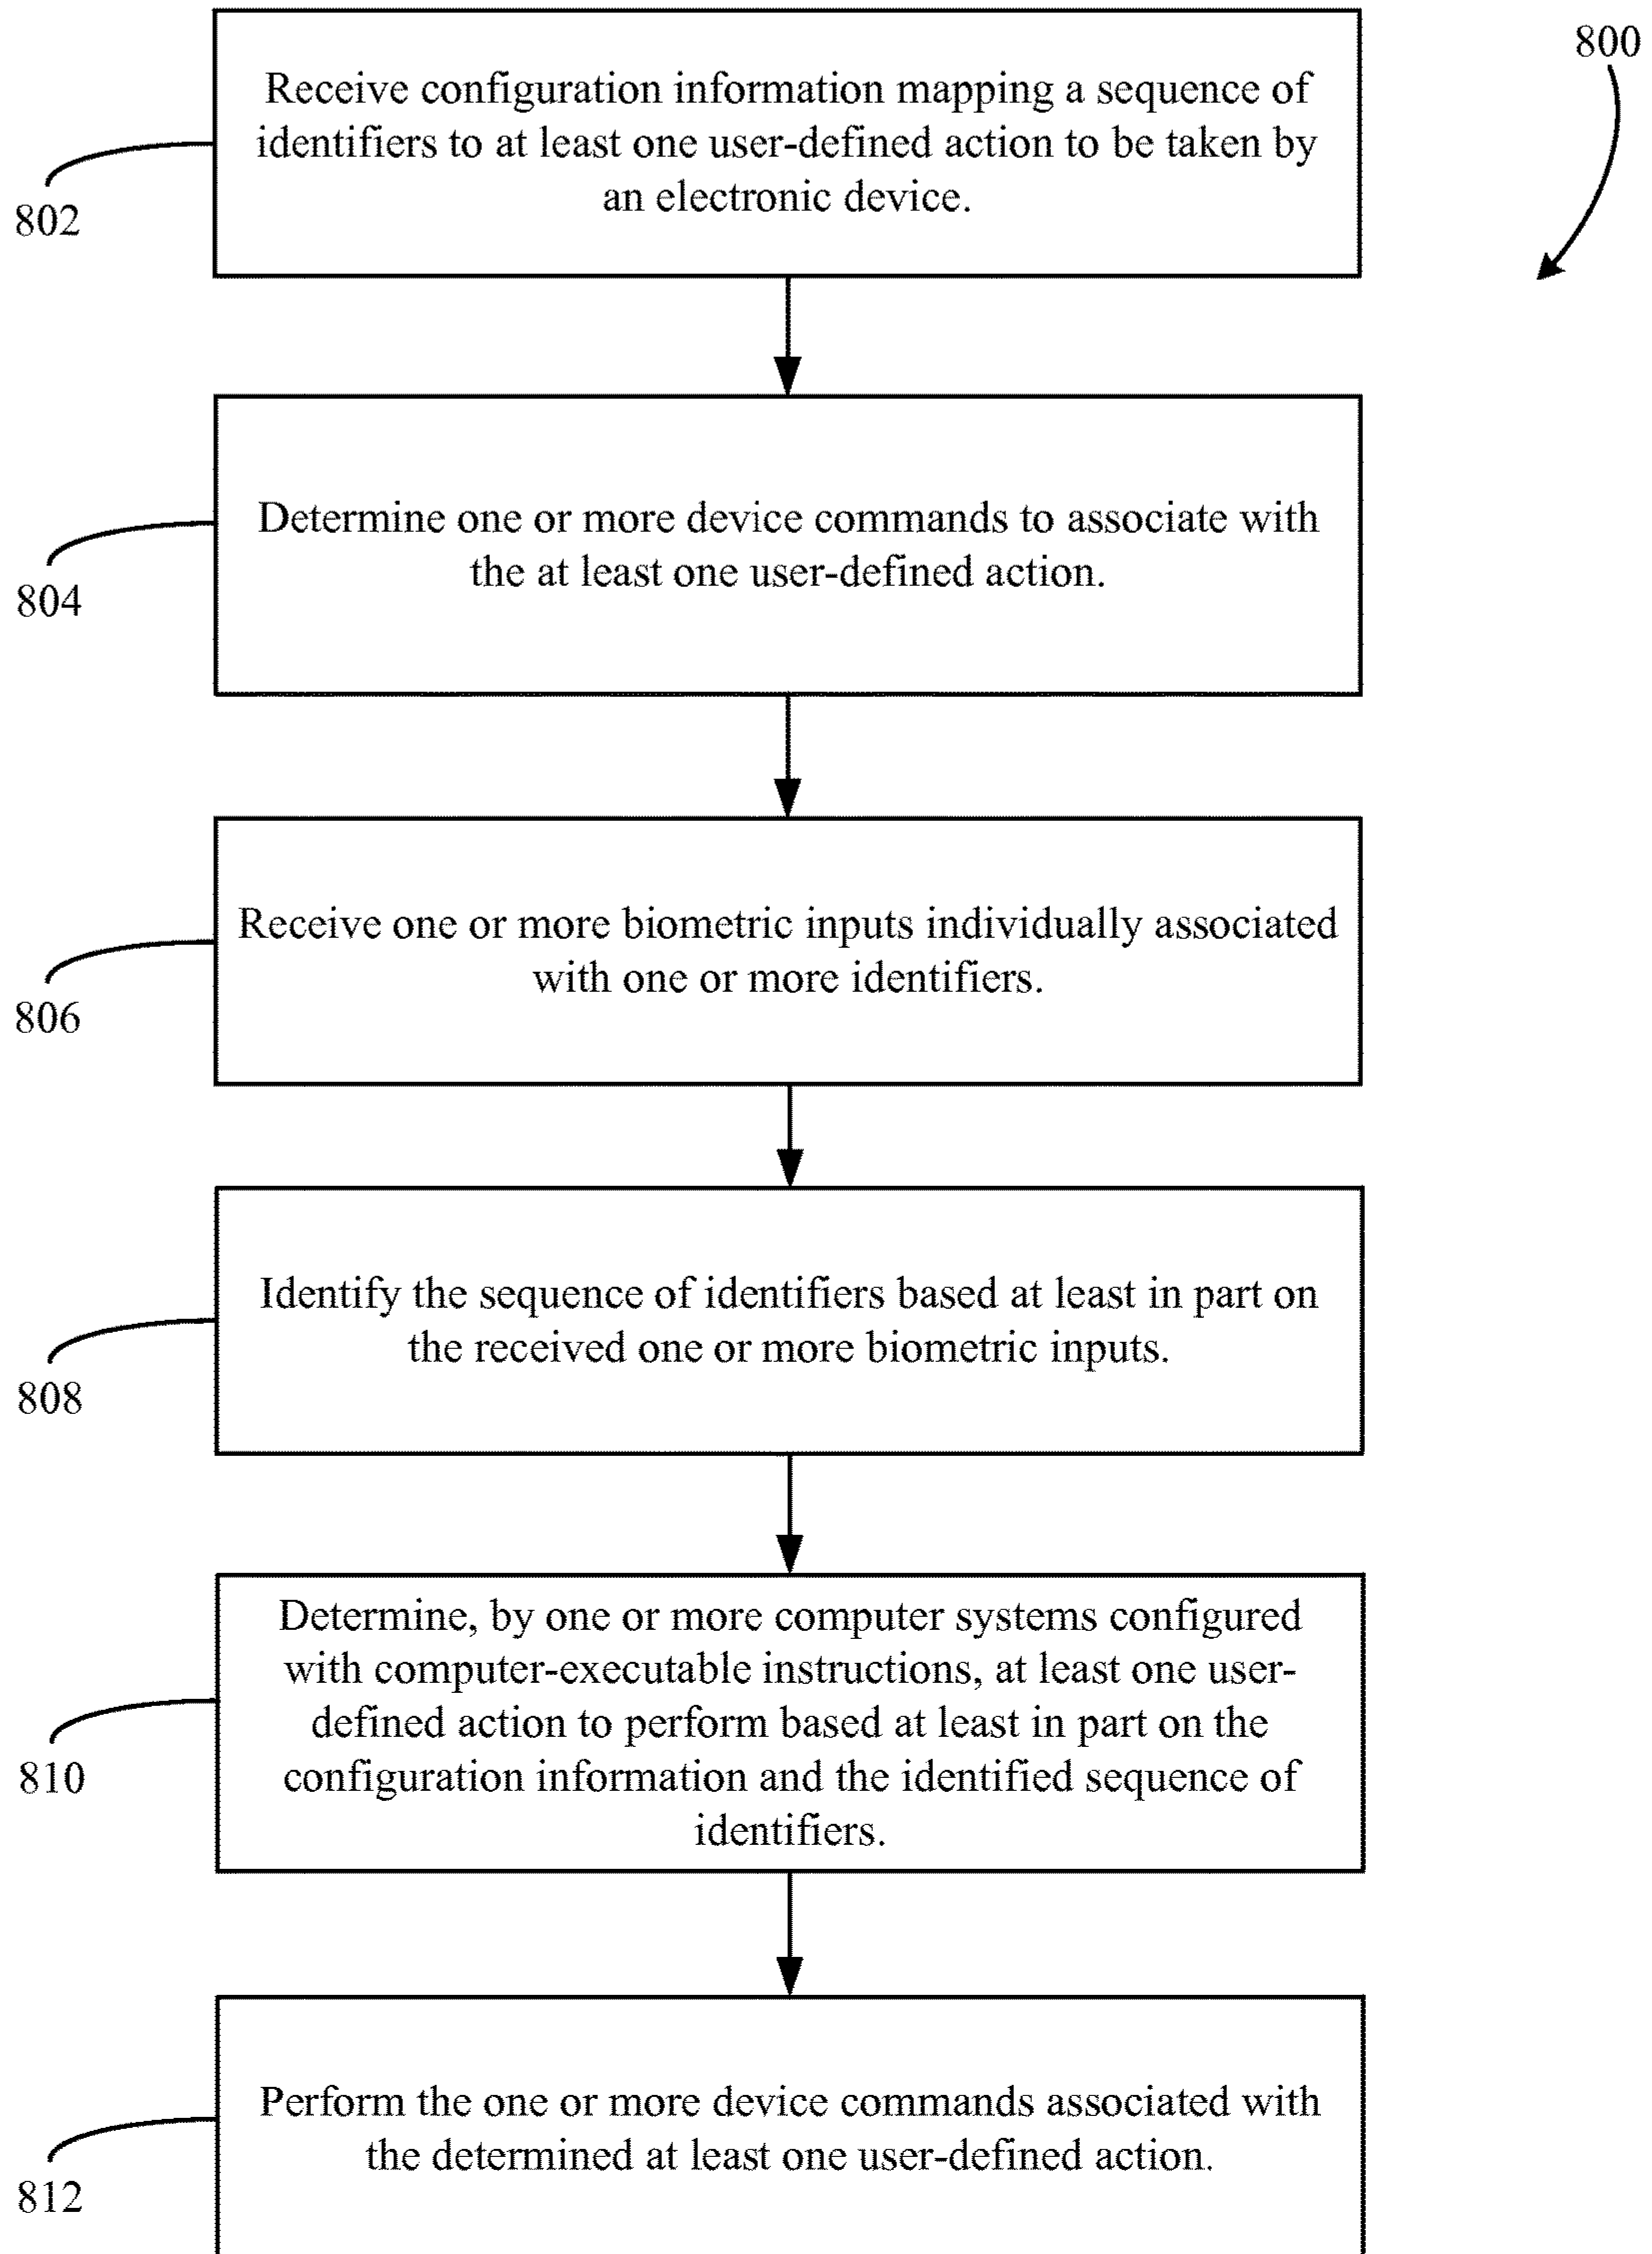 800
Receive configuration information mapping a sequence of
identifiers to at least one user-defined action to be taken by
an electronic device.
802
Determine one or more device commands to associate with
the at least one user-defined action.
804
Receive one or more biometric inputs individually associated
with one or more identifiers.
806
Identify the sequence of identifiers based at least in part on
the received one or more biometric inputs.
808
Determine, by one or more computer systems configured
with computer-executable instructions, at least one user-
defined action to perform based at least in part on the
configuration information and the identified sequence of
identifiers.
810
Perform the one or more device commands associated with
the determined at least one user-defined action.
812